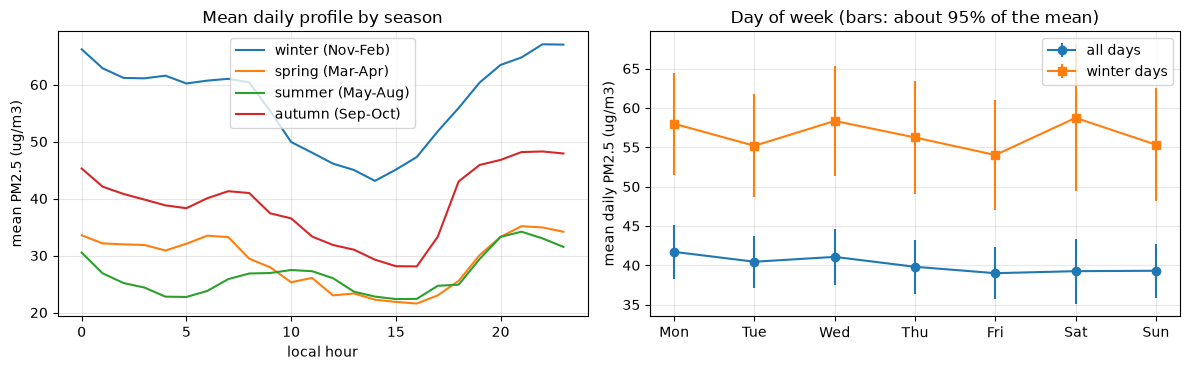 Mean daily profile by season
mean PM2.5 (ug/m3)
60
50
40
30
20
winter (Nov-Feb)
spring (Mar-Apr)
summer (May-Aug)
autumn (Sep-Oct)
0 5 10 15 20
local hour
Day of week (bars: about 95% of the mean)
mean daily PM2.5 (ug/m3)
65
60
55
50
45
40
35
all days
winter days
Mon Tue Wed Thu Fri Sat Sun